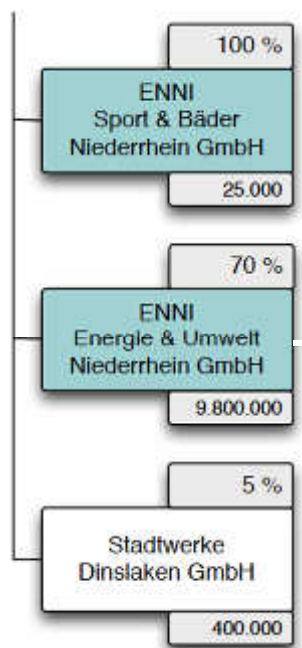 100 %
ENNI
Sport & Bäder
Niederrhein GmbH
25.000
70 %
ENNI
Energie & Umwelt
Niederrhein GmbH
9.800.000
5 %
Stadtwerke
Dinslaken GmbH
400.000